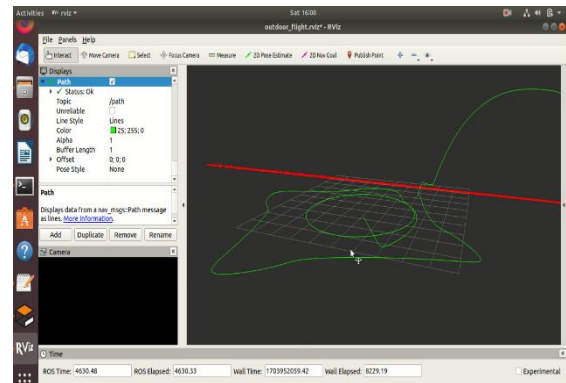 Activities RViz ▾ Sat 16:00
outdoor_flight.rviz* - RViz
File Panels Help
Interact Move Camera Select Focus Camera Measure 2D Pose Estimate 2D Nav Goal Publish Point
Displays
Path
Status: Ok
Topic /path
Unreliable
Line Style Lines
Color 25; 255; 0
Alpha 1
Buffer Length 1
Offset 0; 0; 0
Pose Style None
Path
Displays data from a nav_msgs::Path message
as lines. More Information.
Add Duplicate Remove Rename
Camera
RViz
Time
ROS Time: 4630.48 ROS Elapsed: 4630.33 Wall Time: 1703952059.42 Wall Elapsed: 8229.19 Experimental